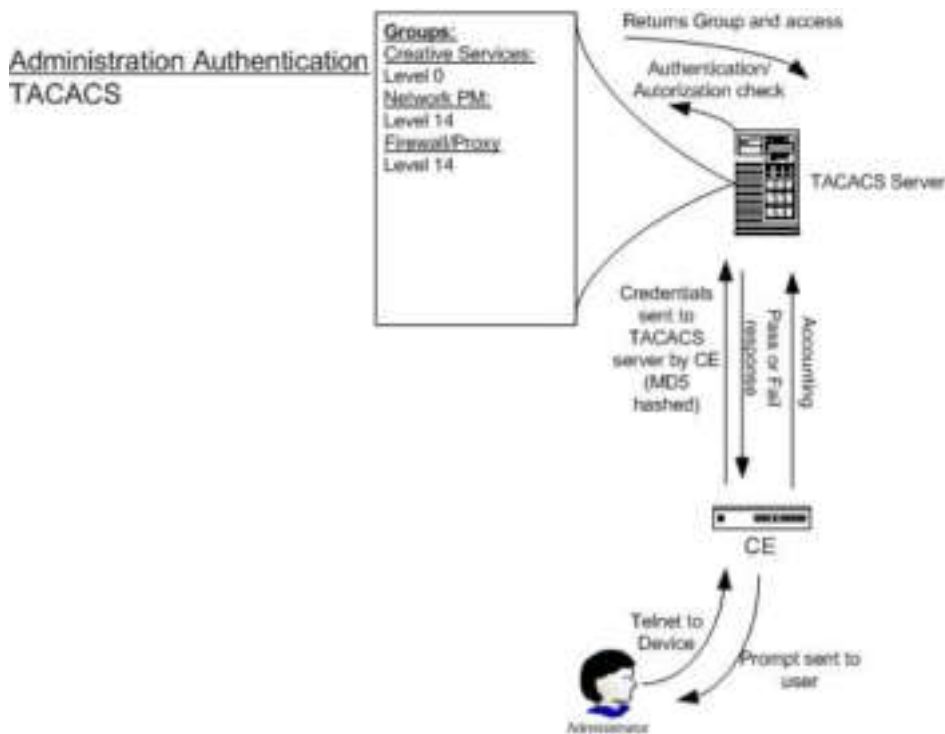 Administration Authentication
TACACS
Groups:
Creative Services:
Level 0
Network PM:
Level 14
Firewall/Proxy
Level 14
Returns Group and access
Authentication/
Autorization check
TACACS Server
Credentials
sent to
TACACS
server by CE
(MD5
hashed)
Pass or Fail
response
Accounting
CE
Telnet to
Device
Prompt sent to
user
Administrator